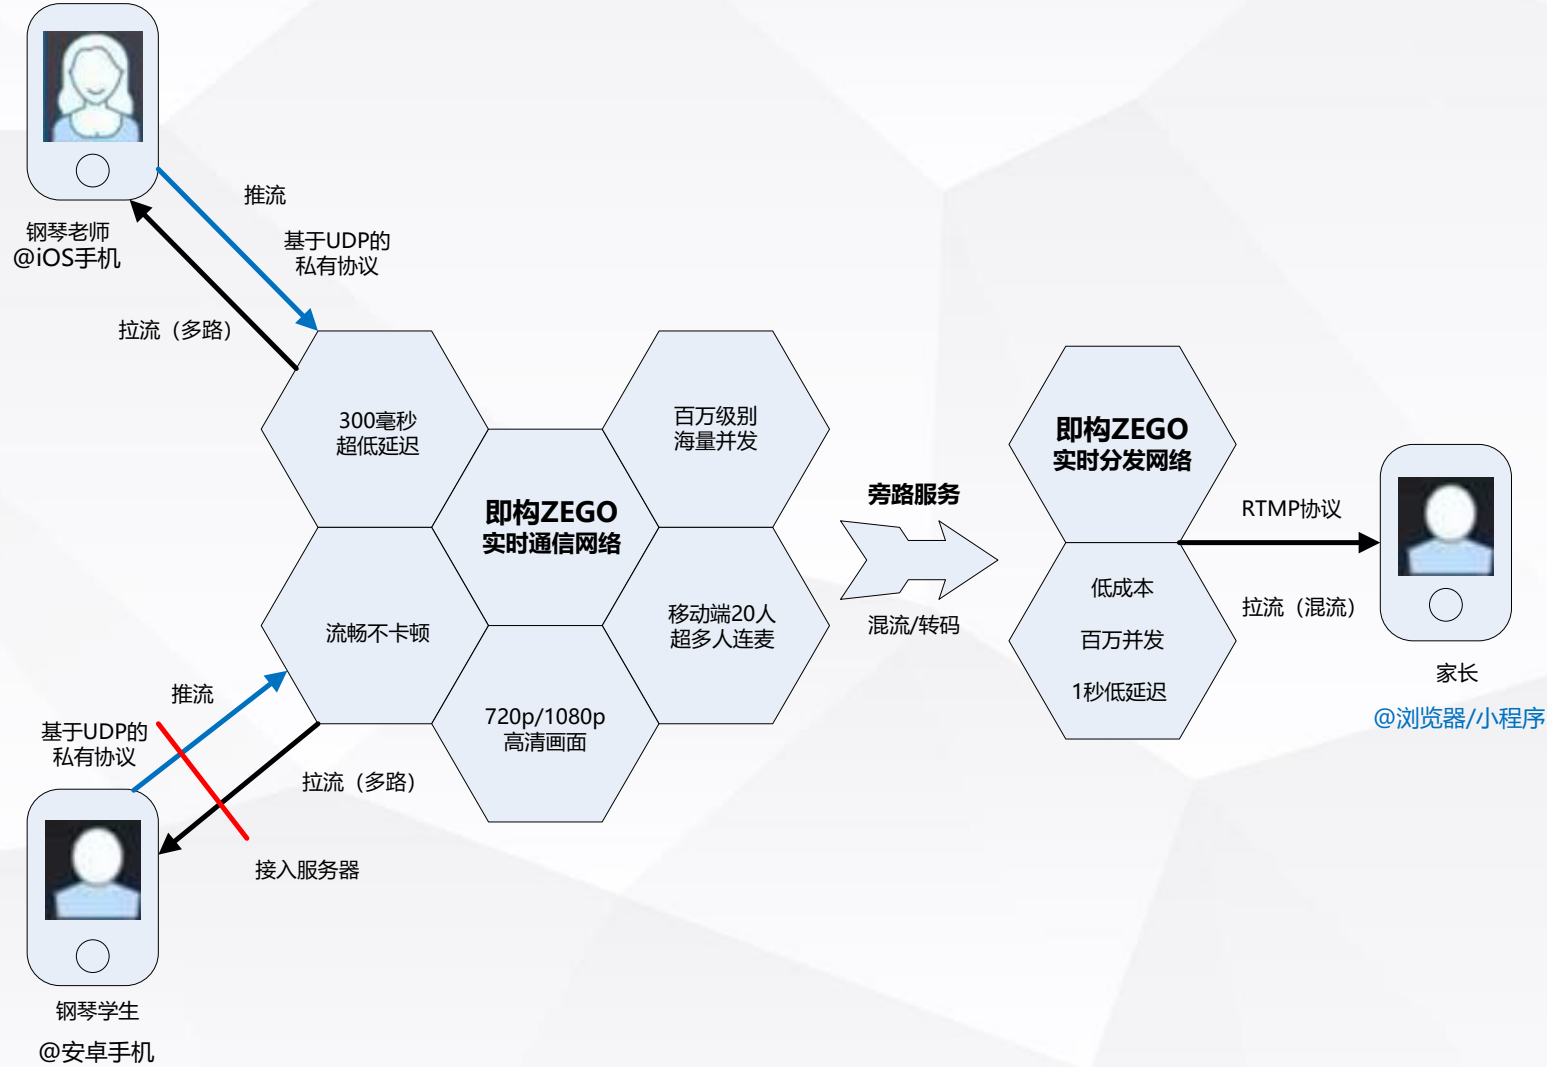 推流
钢琴老师
@iOS手机
基于UDP的
私有协议
拉流（多路）
300毫秒
超低延迟
百万级别
海量并发
即构ZEGO
实时通信网络
流畅不卡顿
移动端20人
超多人连麦
720p/1080p
高清画面
旁路服务
混流/转码
即构ZEGO
实时分发网络
低成本
百万并发
1秒低延迟
RTMP协议
拉流（混流）
家长
@浏览器/小程序
推流
基于UDP的
私有协议
拉流（多路）
接入服务器
钢琴学生
@安卓手机